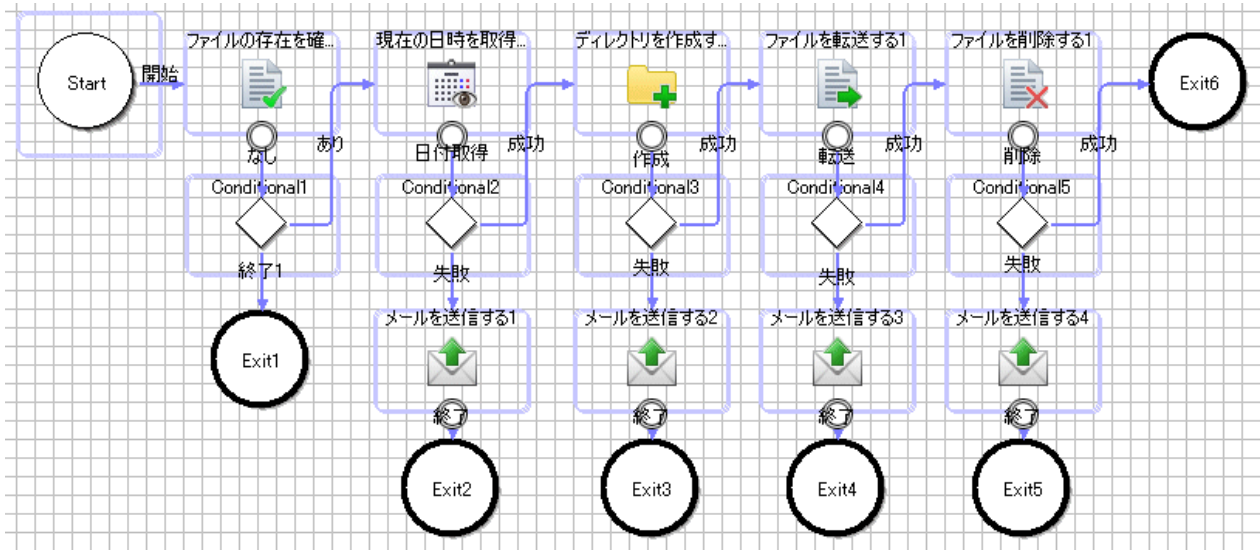 ファイルの存在を確...
現在の日時を取得...
ディレクトリを作成す...
ファイルを転送する1
ファイルを削除する1
Start
開始
Exit6
なし
あり
日付取得
成功
作成
成功
転送
成功
削除
成功
Conditional1
Conditional2
Conditional3
Conditional4
Conditional5
終了1
失敗
失敗
失敗
失敗
メールを送信する1
メールを送信する2
メールを送信する3
メールを送信する4
Exit1
終了
終了
終了
終了
Exit2
Exit3
Exit4
Exit5